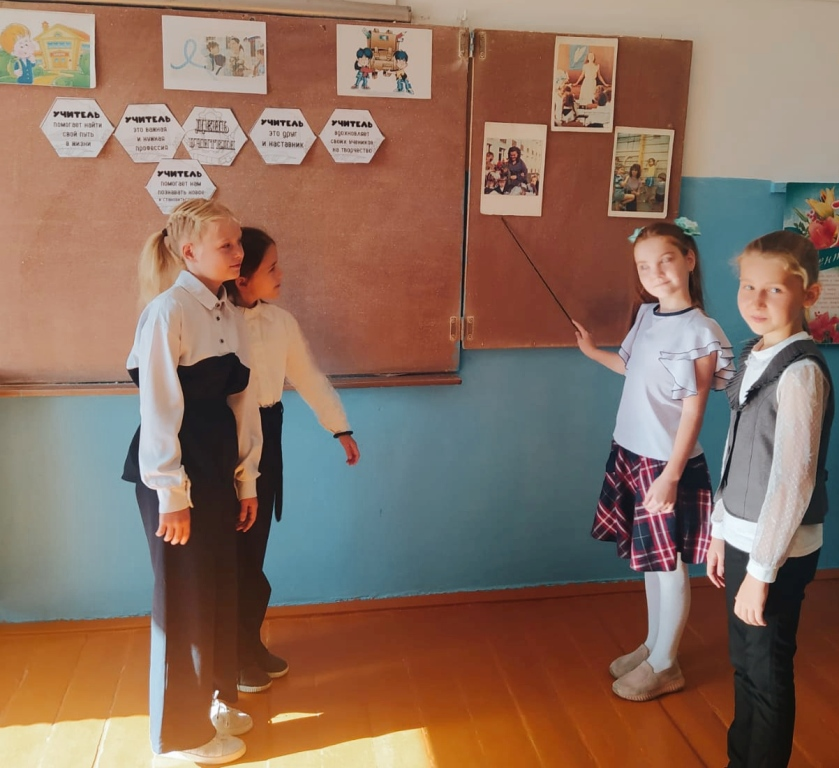 УЧИТЕЛЬ
помогает найти
свой путь
в жизни
УЧИТЕЛЬ
это важная
и нужная
профессия
ДЕНЬ
УЧИТЕЛЯ
УЧИТЕЛЬ
это друг
и наставник
УЧИТЕЛЬ
вдохновляет
своих учеников
на творчество
УЧИТЕЛЬ
помогает нам
познавать новое